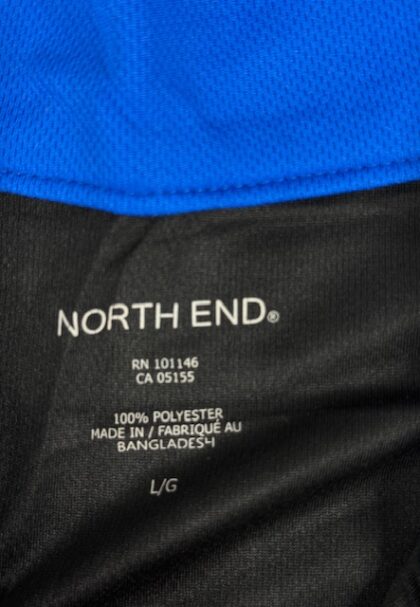 NORTH END®
RN 101146
CA 05155
100% POLYESTER
MADE IN / FABRIQUÉ AU
BANGLADESH
L/G